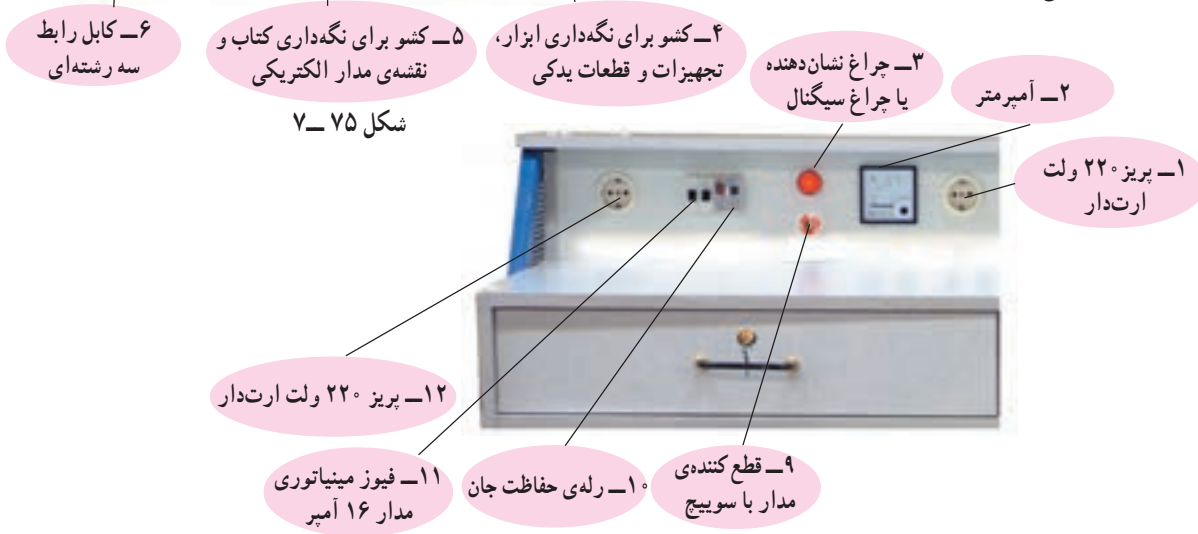 ۶ــ کابل رابط
سه رشته‌ای
۵ــ کشو برای نگه‌داری کتاب و
نقشه‌ی مدار الکتریکی
۴ــ کشو برای نگه‌داری ابزار،
تجهیزات و قطعات یدکی
۳ــ چراغ نشان‌دهنده
یا چراغ سیگنال
۲ــ آمپرمتر
۱ــ پریز ۲۲۰ ولت
ارت‌دار
شکل ۷۵ ــ۷
۱۲ــ پریز ۲۲۰ ولت ارت‌دار
۱۱ــ فیوز مینیاتوری
مدار ۱۶ آمپر
۱۰ــ رله‌ی حفاظت جان
۹ــ قطع کننده‌ی
مدار با سوییچ